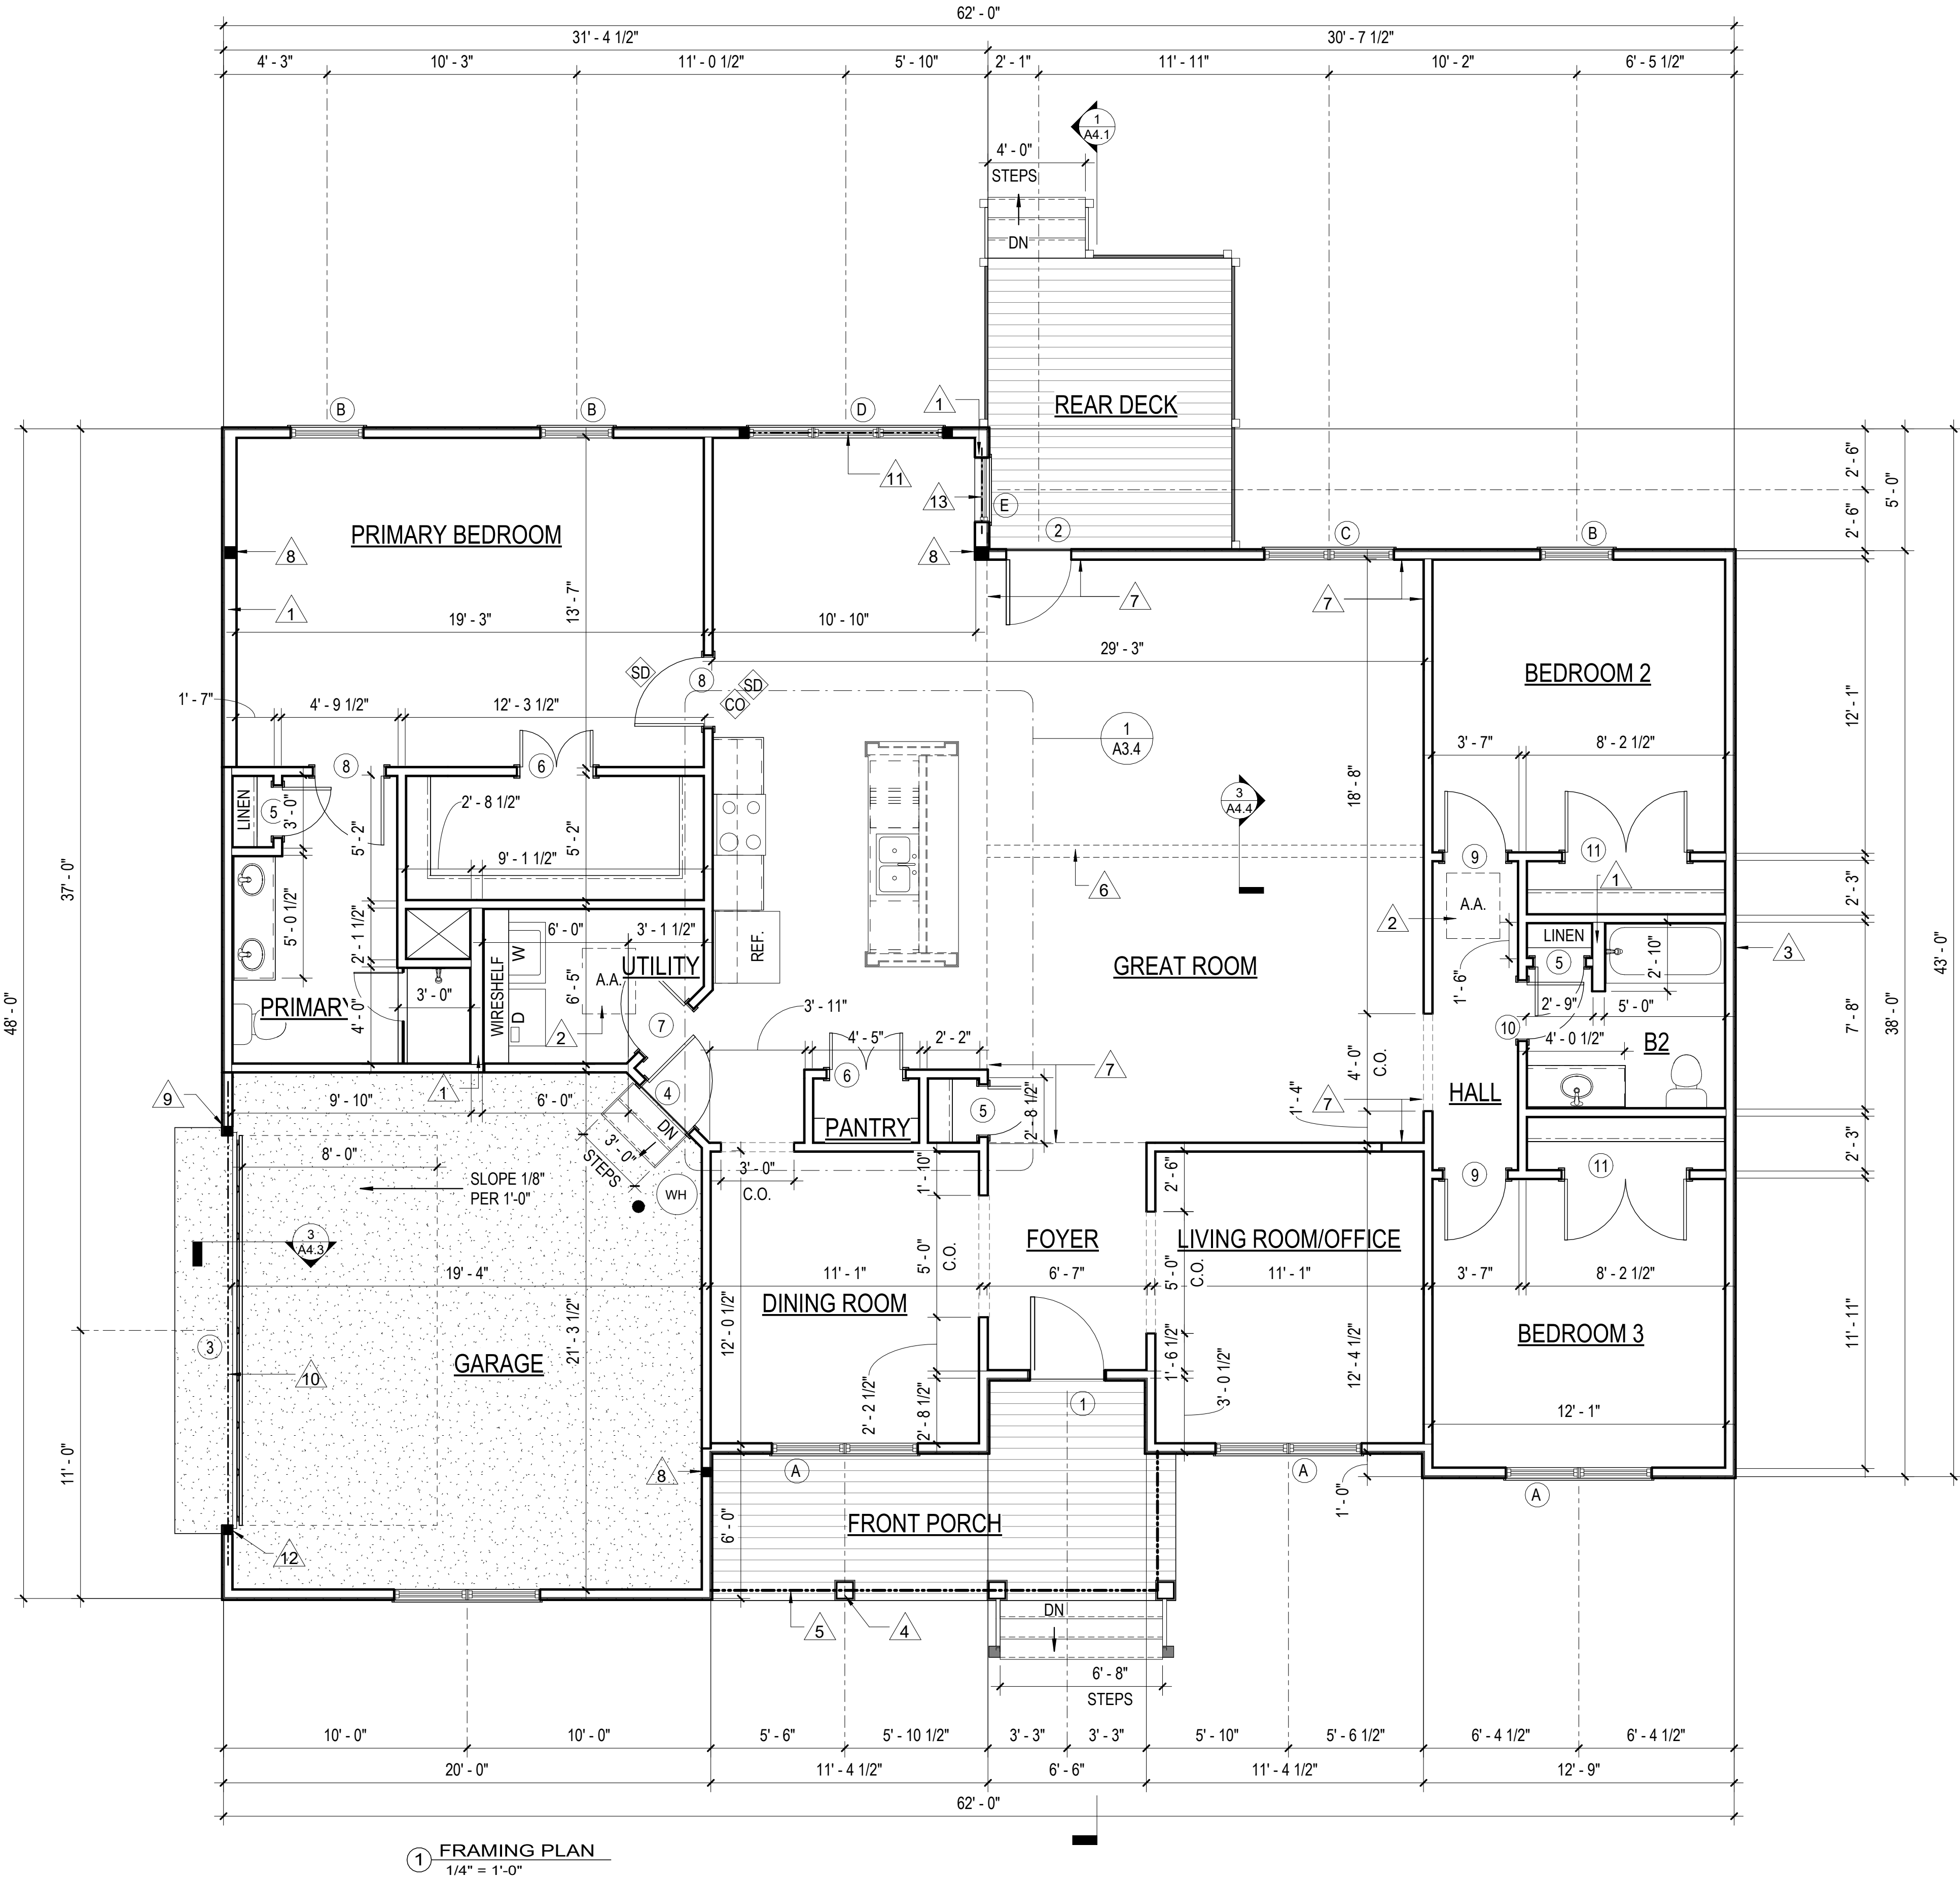 62' - 0"
31' - 4 1/2"
30' - 7 1/2"
4' - 3"
10' - 3"
11' - 0 1/2"
5' - 10"
2' - 1"
11' - 11"
10' - 2"
6' - 5 1/2"
1
A4.1
4' - 0"
STEPS
DN
REAR DECK
B
B
D
1
11
13
E
2
C
B
8
8
7
7
2' - 6"
2' - 6"
5' - 0"
PRIMARY BEDROOM
1
13' - 7"
19' - 3"
10' - 10"
29' - 3"
SD
8
SD
CO
BEDROOM 2
12' - 1"
1' - 7"
4' - 9 1/2"
12' - 3 1/2"
1
A3.4
3' - 7"
8' - 2 1/2"
8
6
LINEN
5
3' - 0"
5' - 2"
2' - 8 1/2"
9' - 1 1/2"
5' - 2"
3
A4.4
18' - 8"
9
11
1
6
2
A.A.
2' - 3"
37' - 0"
48' - 0"
5' - 0 1/2"
2' - 1 1/2"
6' - 0"
3' - 1 1/2"
W
WIRESHELF
D
A.A.
UTILITY
6' - 5"
REF.
GREAT ROOM
LINEN
5
2' - 10"
3
1' - 6"
2' - 9"
5' - 0"
10
4' - 0 1/2"
B2
7' - 8"
38' - 0"
43' - 0"
PRIMARY
4' - 0"
3' - 0"
2
7
3' - 11"
4' - 5"
2' - 2"
6
7
4' - 0"
C.O.
HALL
1' - 4"
7
9
1
9' - 10"
6' - 0"
4
PANTRY
5
2' - 8 1/2"
DN
3' - 0"
STEPS
8' - 0"
SLOPE 1/8"
PER 1'-0"
WH
3' - 0"
C.O.
1' - 10"
2' - 6"
9
11
2' - 3"
3
A4.3
19' - 4"
11' - 1"
5' - 0"
C.O.
FOYER
6' - 7"
LIVING ROOM/OFFICE
5' - 0"
C.O.
11' - 1"
3' - 7"
8' - 2 1/2"
DINING ROOM
12' - 0 1/2"
21' - 3 1/2"
3
10
GARAGE
2' - 2 1/2"
2' - 8 1/2"
1' - 6 1/2"
3' - 0 1/2"
12' - 4 1/2"
BEDROOM 3
11' - 11"
12' - 1"
1
11' - 0"
8
A
A
1' - 0"
A
12
6' - 0"
FRONT PORCH
5
4
DN
6' - 8"
STEPS
10' - 0"
10' - 0"
5' - 6"
5' - 10 1/2"
3' - 3"
3' - 3"
5' - 10"
5' - 6 1/2"
6' - 4 1/2"
6' - 4 1/2"
20' - 0"
11' - 4 1/2"
6' - 6"
11' - 4 1/2"
12' - 9"
62' - 0"
1
FRAMING PLAN
1/4" = 1'-0"